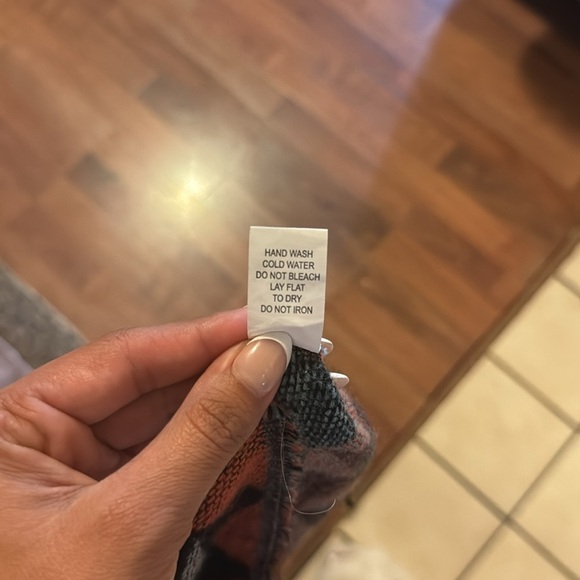 HAND WASH
COLD WATER
DO NOT BLEACH
LAY FLAT
TO DRY
DO NOT IRON